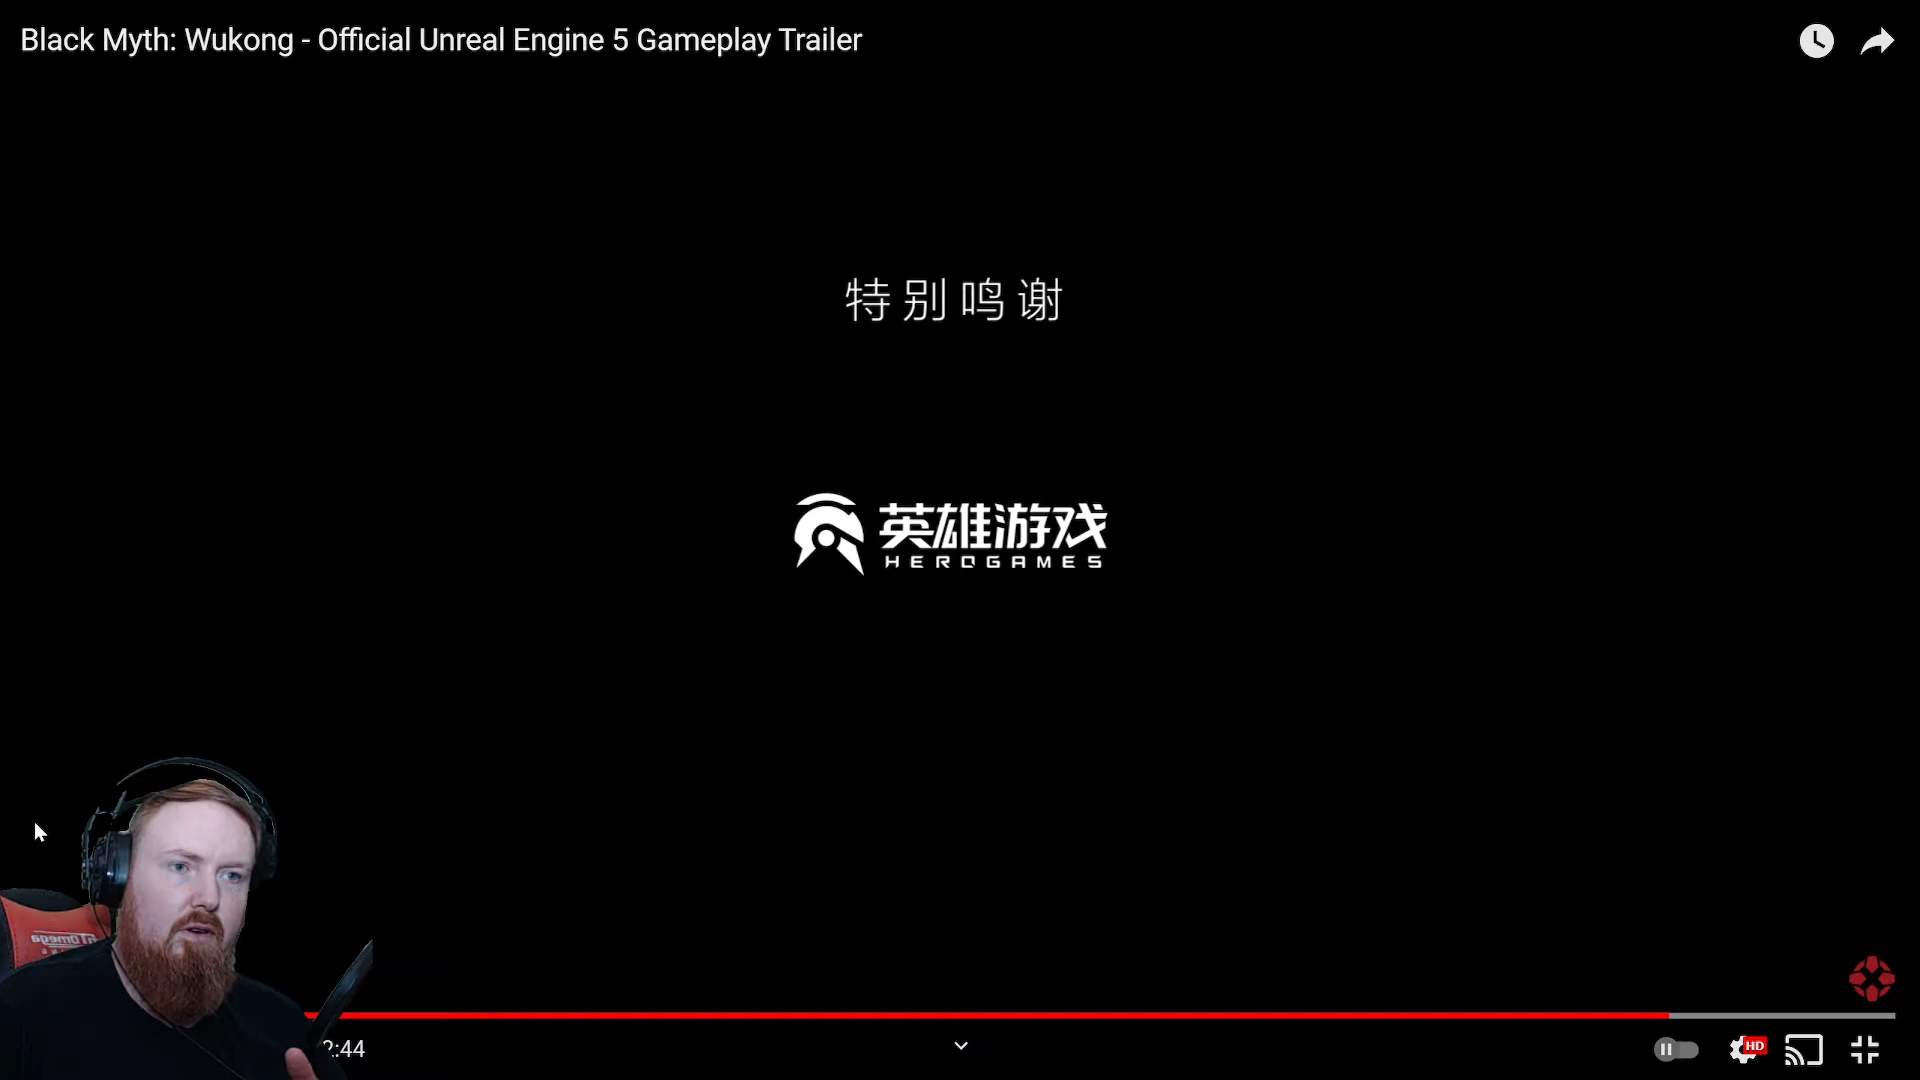 Black Myth: Wukong - Official Unreal Engine 5 Gameplay Trailer
特别鸣谢
英雄游戏
HEROGAMES
2:44
HD